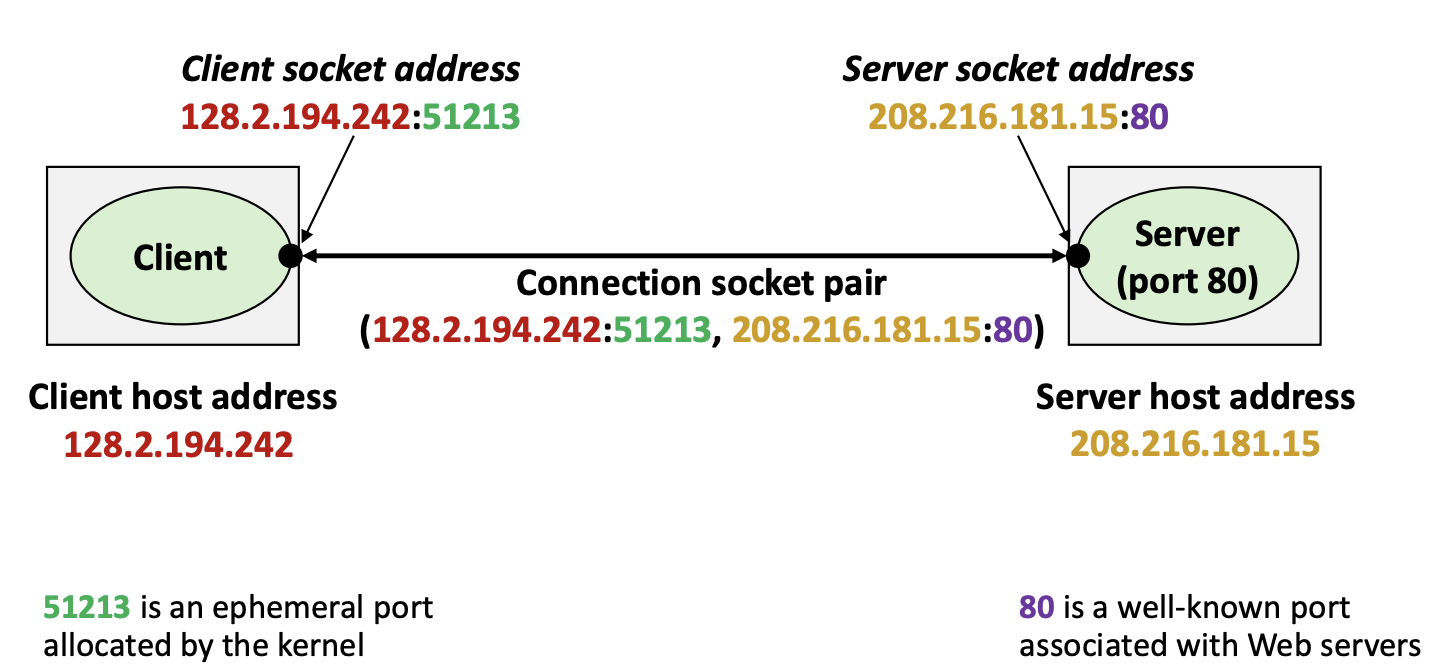 Client socket address
128.2.194.242:51213
Server socket address
208.216.181.15:80
Client
Server
(port 80)
Connection socket pair
(128.2.194.242:51213, 208.216.181.15:80)
Client host address
128.2.194.242
Server host address
208.216.181.15
51213 is an ephemeral port
allocated by the kernel
80 is a well-known port
associated with Web servers